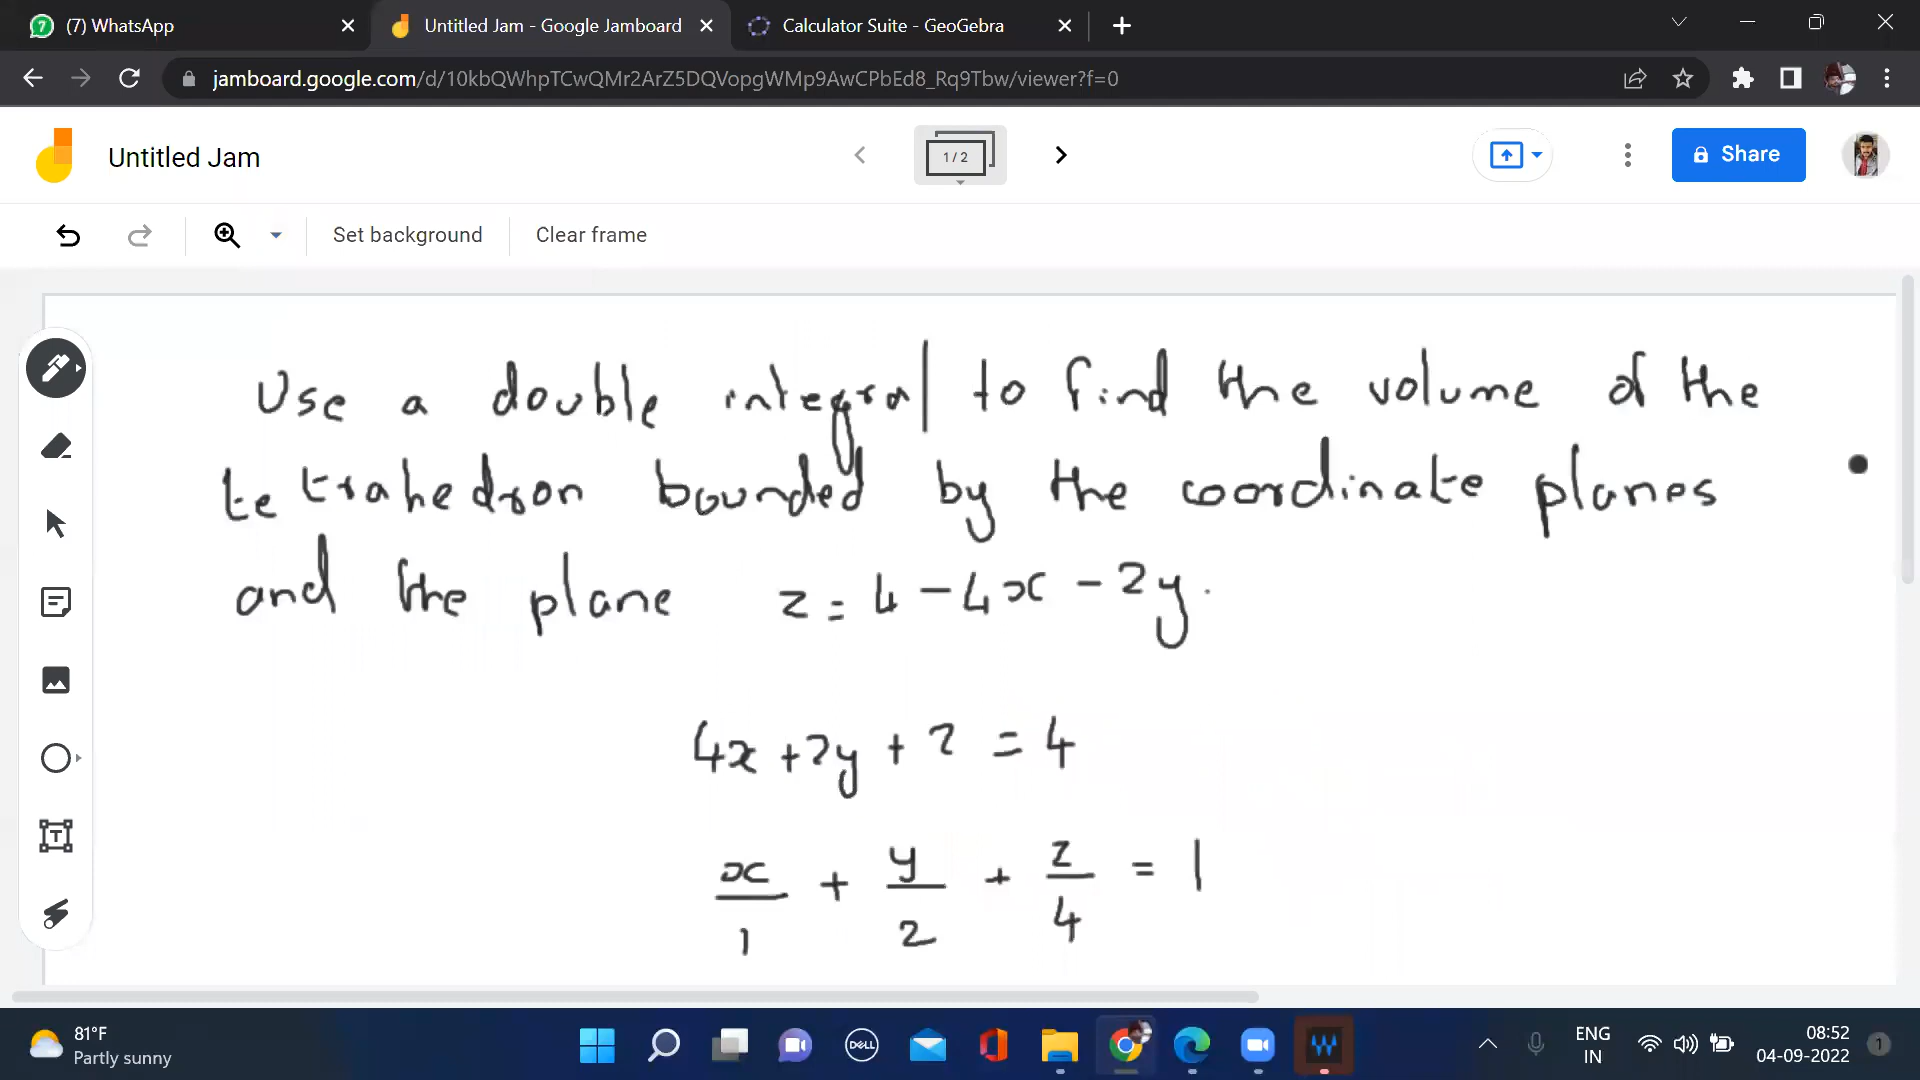 (7) WhatsApp
Untitled Jam - Google Jamboard
Calculator Suite - GeoGebra
jamboard.google.com/d/10kbQWhpTCwQMr2ArZ5DQVopgWMp9AwCPbEd8_Rq9Tbw/viewer?f=0
Untitled Jam
1 / 2
Share
Set background
Clear frame
Use a double integral to find the volume of the
tetrahedron bounded by the coordinate planes
and the plane z = 4 - 4x - 2y.
4x + 2y + z = 4
x/1 + y/2 + z/4 = 1
81°F
Partly sunny
DELL
ENG
IN
08:52
04-09-2022
1